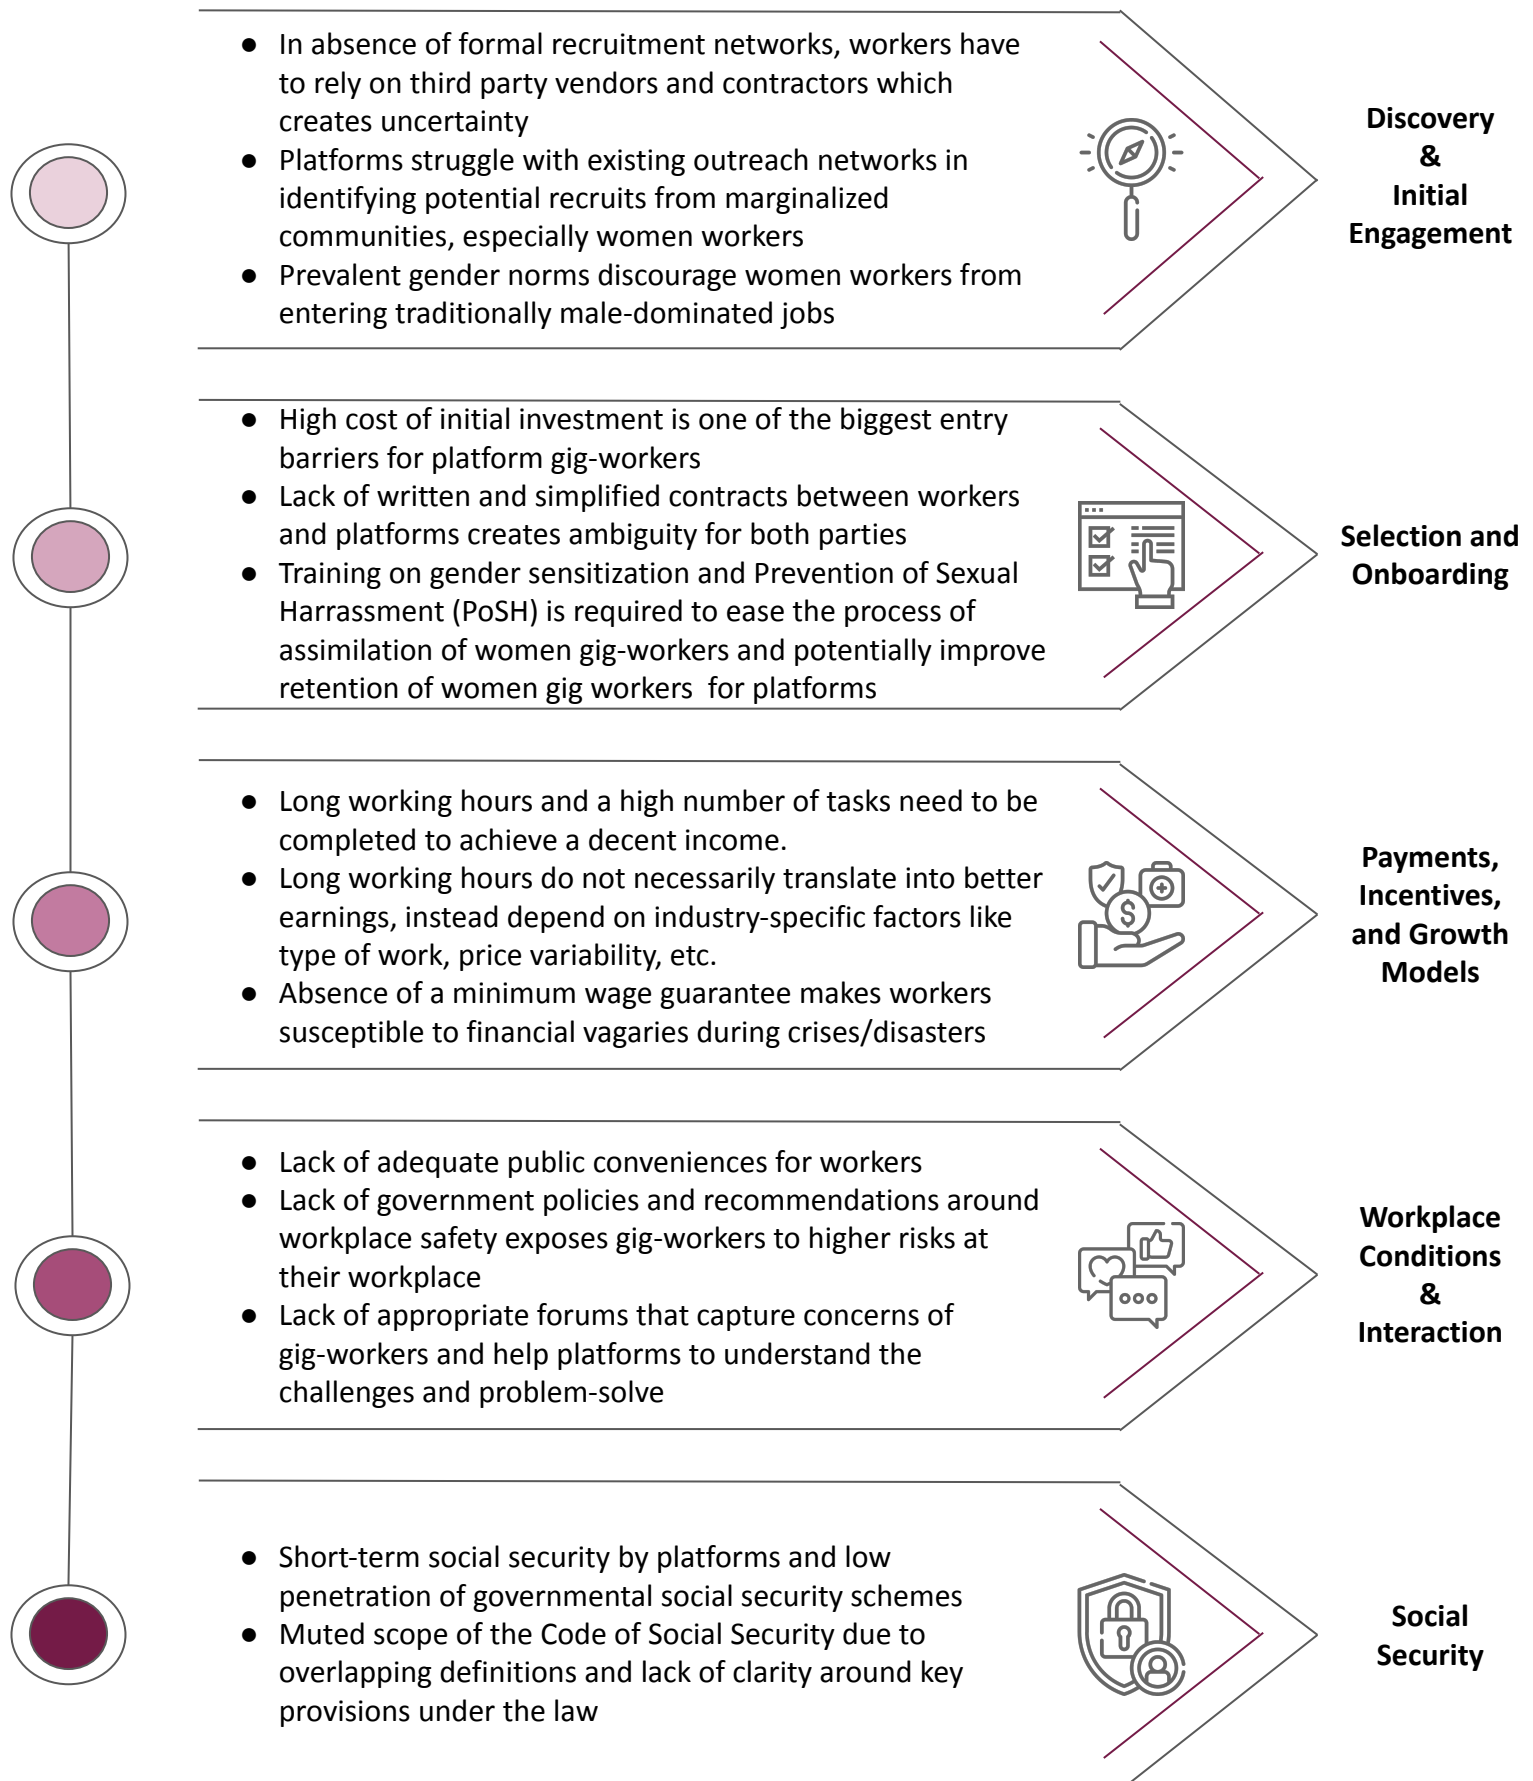 ● In absence of formal recruitment networks, workers have
to rely on third party vendors and contractors which
creates uncertainty
● Platforms struggle with existing outreach networks in
identifying potential recruits from marginalized
communities, especially women workers
● Prevalent gender norms discourage women workers from
entering traditionally male-dominated jobs
Discovery
&
Initial
Engagement
● High cost of initial investment is one of the biggest entry
barriers for platform gig-workers
● Lack of written and simplified contracts between workers
and platforms creates ambiguity for both parties
● Training on gender sensitization and Prevention of Sexual
Harrassment (PoSH) is required to ease the process of
assimilation of women gig-workers and potentially improve
retention of women gig workers  for platforms
Selection and
Onboarding
● Long working hours and a high number of tasks need to be
completed to achieve a decent income.
● Long working hours do not necessarily translate into better
earnings, instead depend on industry-specific factors like
type of work, price variability, etc.
● Absence of a minimum wage guarantee makes workers
susceptible to financial vagaries during crises/disasters
$
Payments,
Incentives,
and Growth
Models
● Lack of adequate public conveniences for workers
● Lack of government policies and recommendations around
workplace safety exposes gig-workers to higher risks at
their workplace
● Lack of appropriate forums that capture concerns of
gig-workers and help platforms to understand the
challenges and problem-solve
Workplace
Conditions
&
Interaction
● Short-term social security by platforms and low
penetration of governmental social security schemes
● Muted scope of the Code of Social Security due to
overlapping definitions and lack of clarity around key
provisions under the law
Social
Security